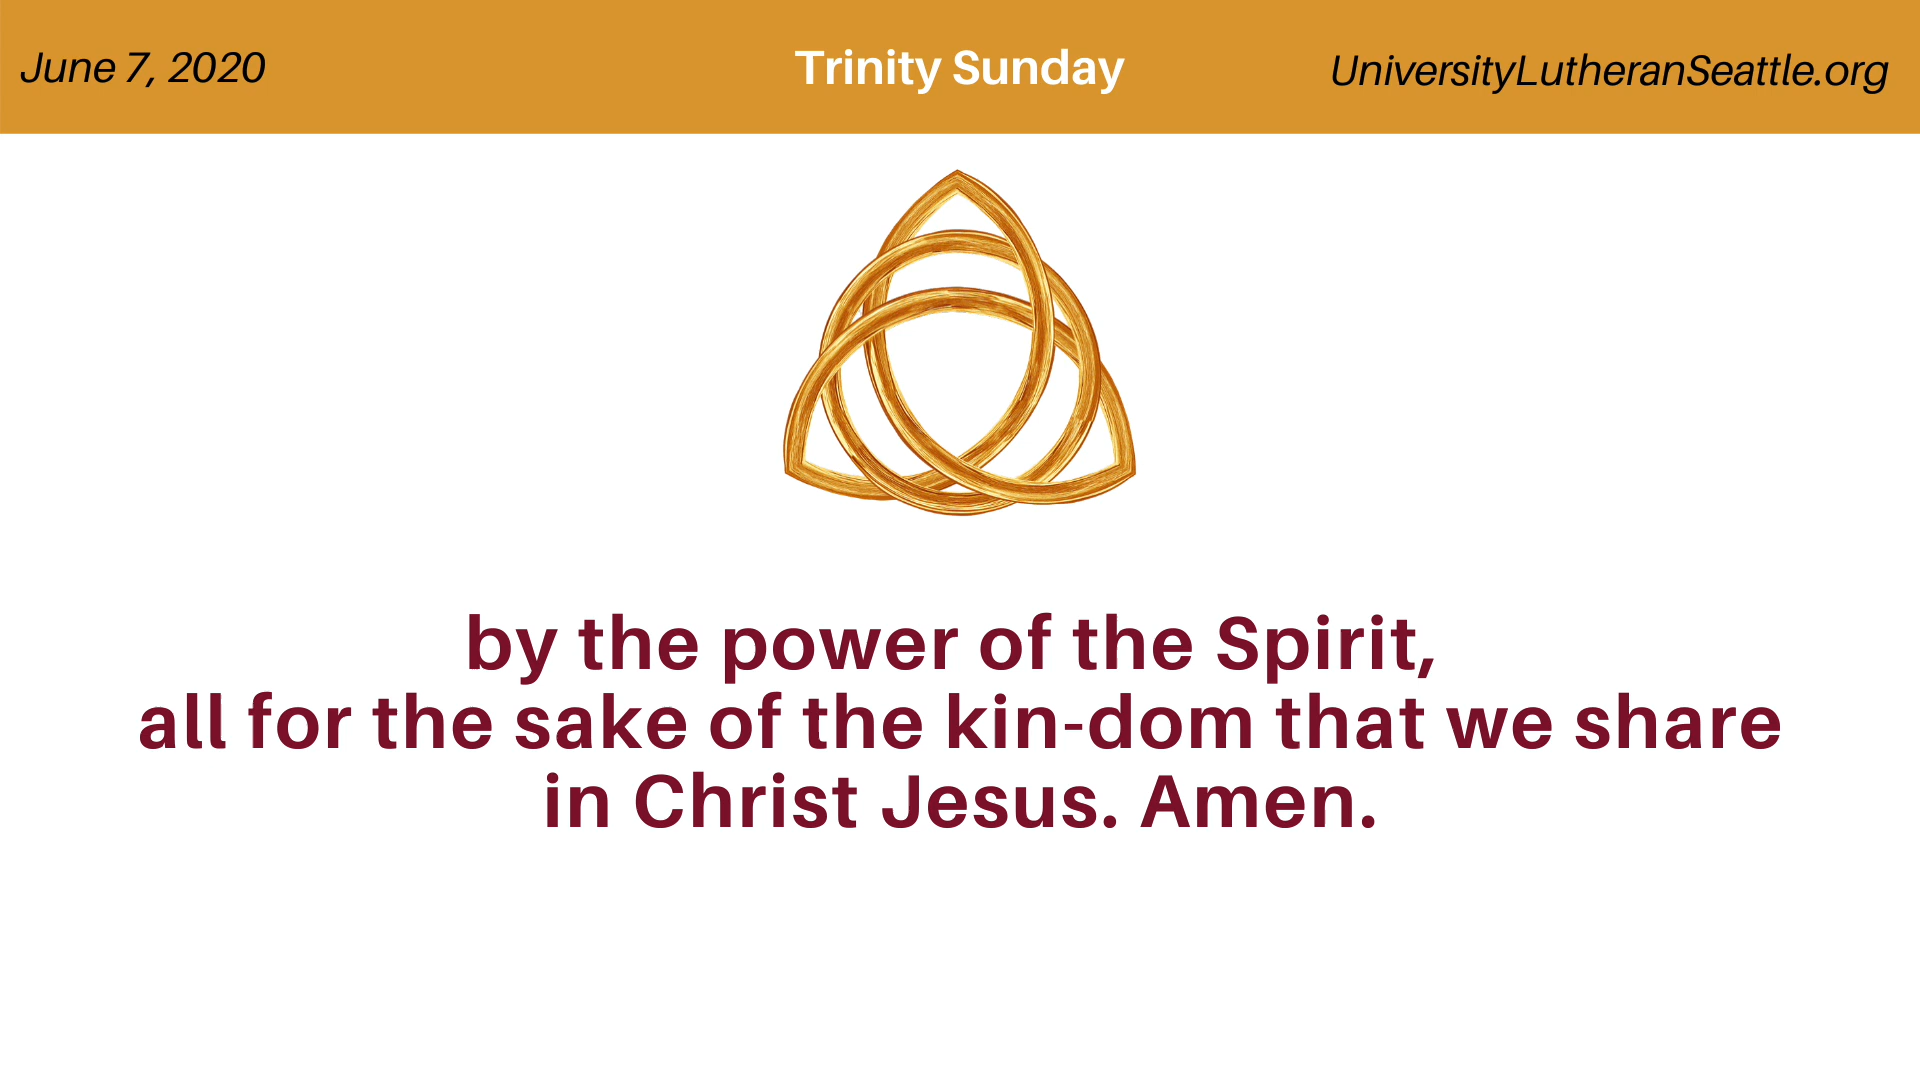 June 7, 2020
Trinity Sunday
UniversityLutheranSeattle.org
by the power of the Spirit,
all for the sake of the kin-dom that we share
in Christ Jesus. Amen.